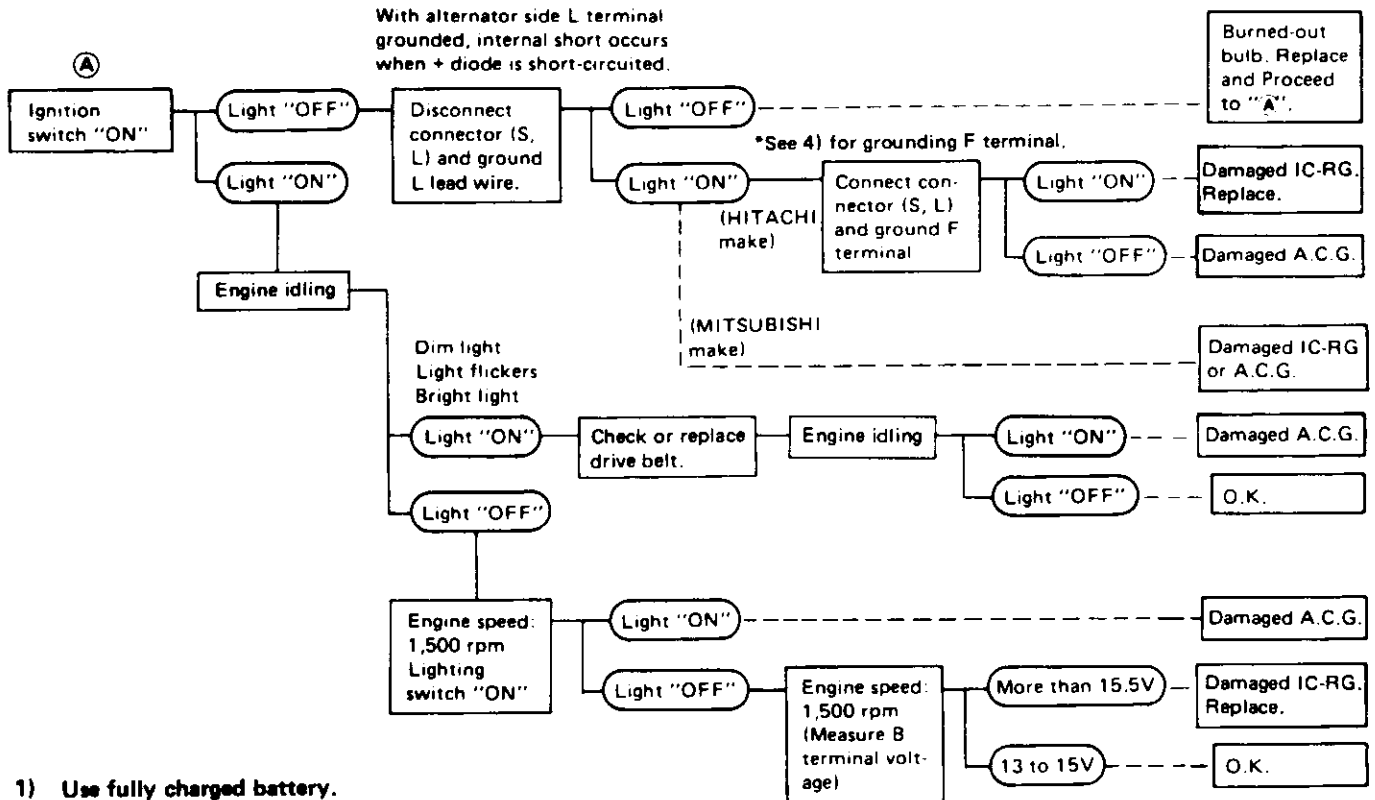 With alternator side L terminal
grounded, internal short occurs
when + diode is short-circuited.
Ⓐ
Ignition
switch "ON"
Light "OFF"
Light "ON"
Disconnect
connector (S,
L) and ground
L lead wire.
Light "OFF"
Burned-out
bulb. Replace
and Proceed
to "Ⓐ".
*See 4) for grounding F terminal.
Light "ON"
(HITACHI
make)
Connect con-
nector (S, L)
and ground F
terminal
Light "ON"
Damaged IC-RG.
Replace.
Light "OFF"
Damaged A.C.G.
(MITSUBISHI
make)
Damaged IC-RG
or A.C.G.
Engine idling
Dim light
Light flickers
Bright light
Light "ON"
Check or replace
drive belt.
Engine idling
Light "ON"
Damaged A.C.G.
Light "OFF"
O.K.
Light "OFF"
Engine speed:
1,500 rpm
Lighting
switch "ON"
Light "ON"
Damaged A.C.G.
Light "OFF"
Engine speed:
1,500 rpm
(Measure B
terminal volt-
age)
More than 15.5V
Damaged IC-RG.
Replace.
13 to 15V
O.K.
1) Use fully charged battery.